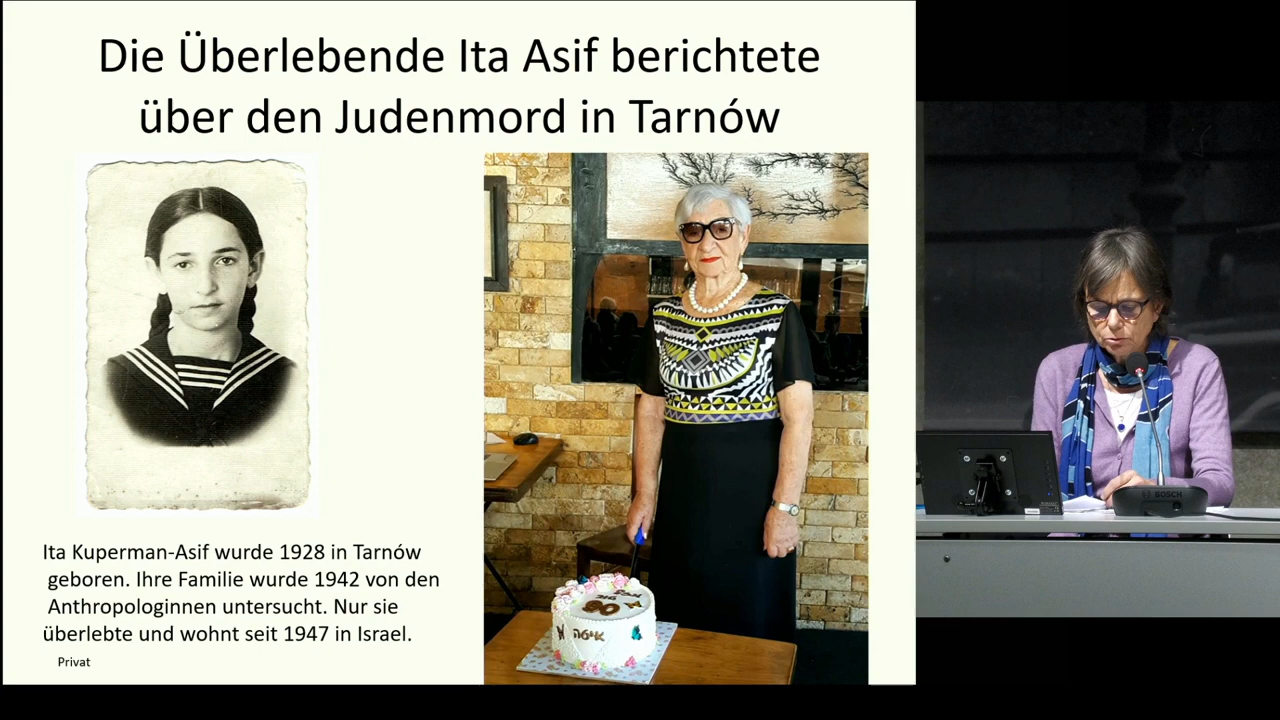 Die Überlebende Ita Asif berichtete
über den Judenmord in Tarnów
90
איטה
Ita Kuperman-Asif wurde 1928 in Tarnów
geboren. Ihre Familie wurde 1942 von den
Anthropologinnen untersucht. Nur sie
überlebte und wohnt seit 1947 in Israel.
Privat
BOSCH